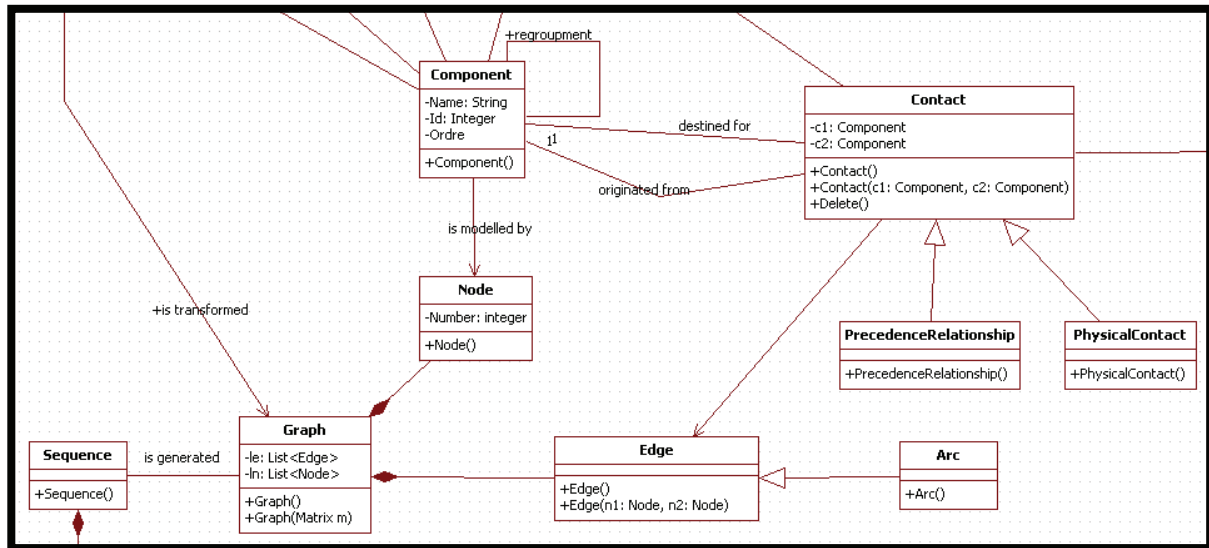 +regroupment
Component
-Name: String
-Id: Integer
-Ordre
+Component()
destined for
1
1
originated from
Contact
-c1: Component
-c2: Component
+Contact()
+Contact(c1: Component, c2: Component)
+Delete()
is modelled by
Node
-Number: integer
+Node()
+is transformed
PrecedenceRelationship
+PrecedenceRelationship()
PhysicalContact
+PhysicalContact()
Sequence
+Sequence()
is generated
Graph
-le: List<Edge>
-ln: List<Node>
+Graph()
+Graph(Matrix m)
Edge
+Edge()
+Edge(n1: Node, n2: Node)
Arc
+Arc()